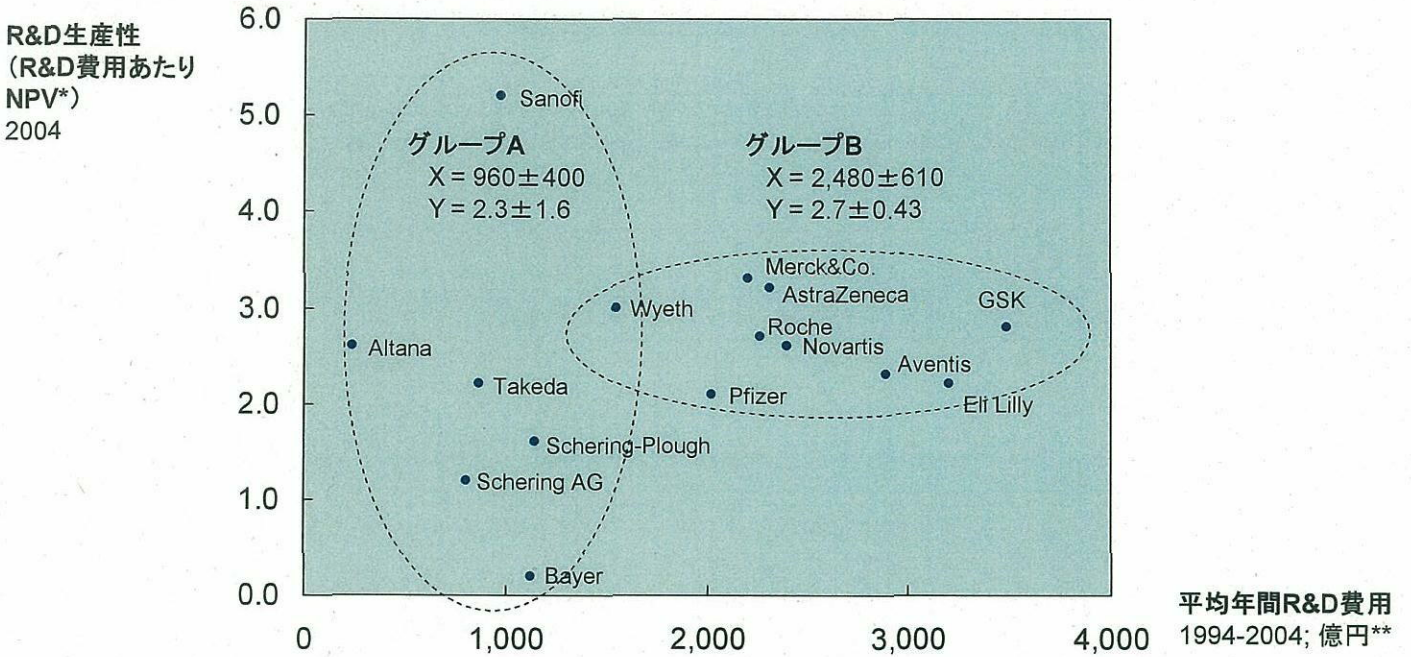 R&D生産性
（R&D費用あたり
NPV*）
2004
6.0
5.0
4.0
3.0
2.0
1.0
0.0
Sanofi
グループA
X = 960±400
Y = 2.3±1.6
グループB
X = 2,480±610
Y = 2.7±0.43
Merck&Co.
AstraZeneca
GSK
Wyeth
Roche
Novartis
Altana
Aventis
Takeda
Pfizer
Eli Lilly
Schering-Plough
Schering AG
Bayer
0
1,000
2,000
3,000
4,000
平均年間R&D費用
1994-2004; 億円**